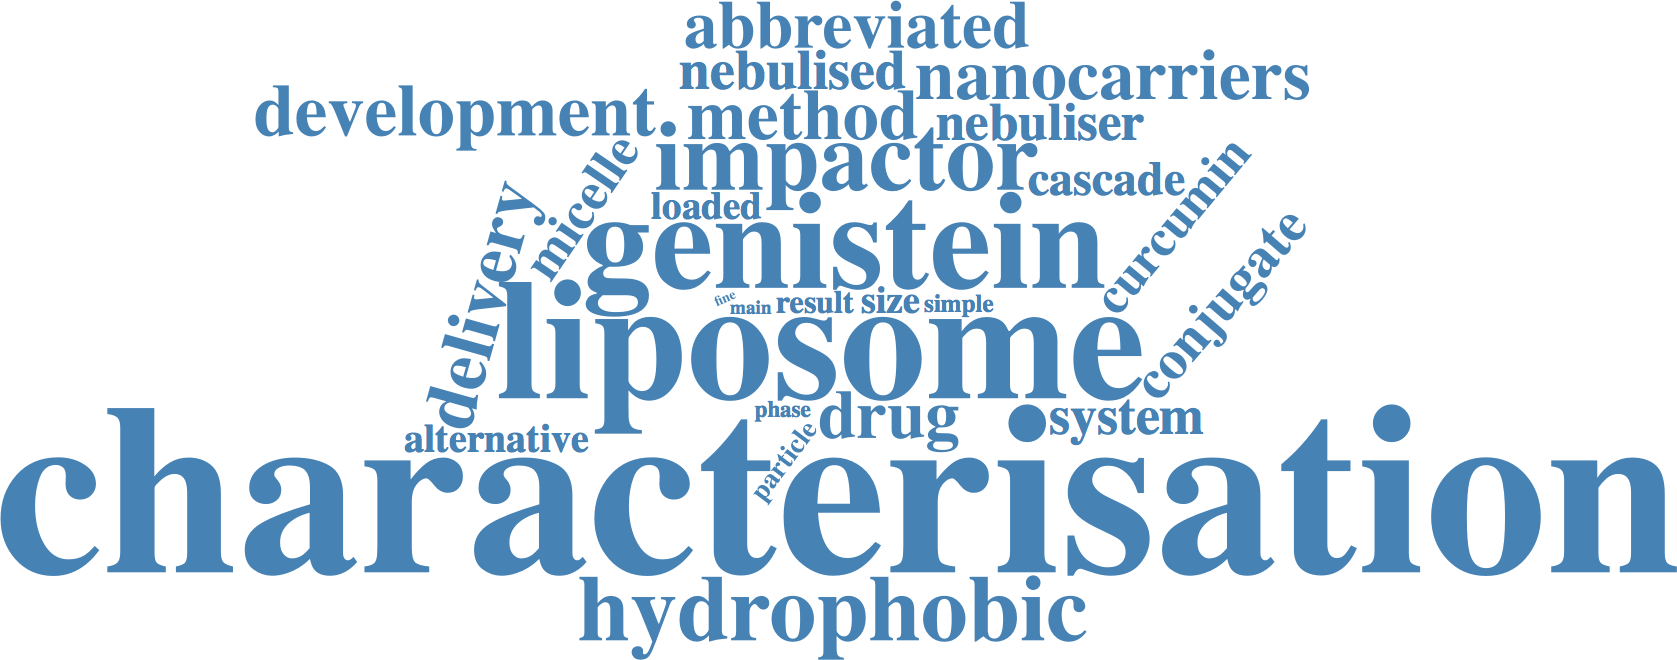 abbreviated
nebulised nanocarriers
development method nebuliser
micelle impactor cascade curcumin
delivery loaded genistein conjugate
fine main result size simple
liposome
phase drug system
alternative particle
characterisation
hydrophobic